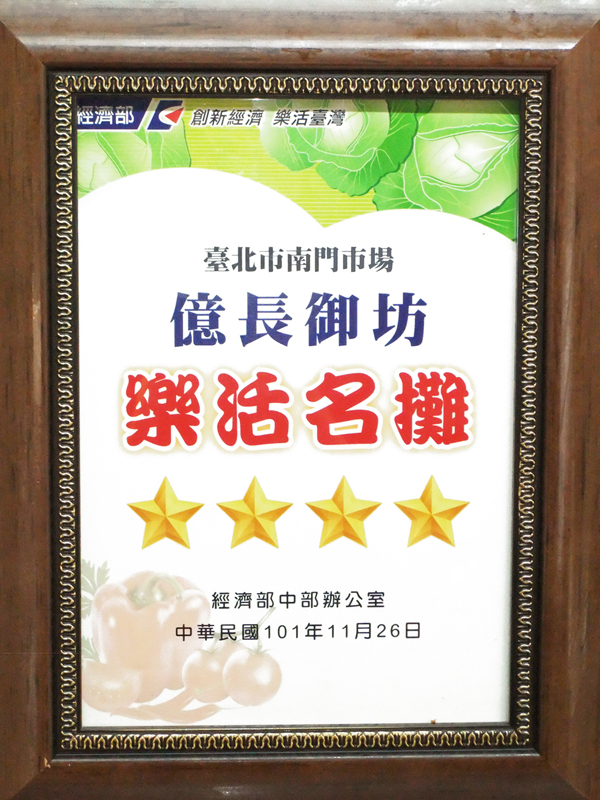 經濟部 創新經濟 樂活臺灣
臺北市南門市場
億長御坊
樂活名攤
經濟部中部辦公室
中華民國101年11月26日